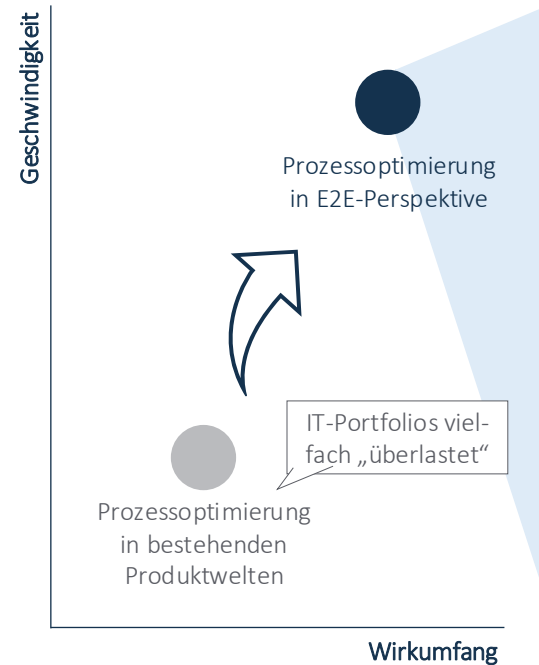 Geschwindigkeit
Prozessoptimierung
in E2E-Perspektive
IT-Portfolios viel-
fach „überlastet“
Prozessoptimierung
in bestehenden
Produktwelten
Wirkumfang